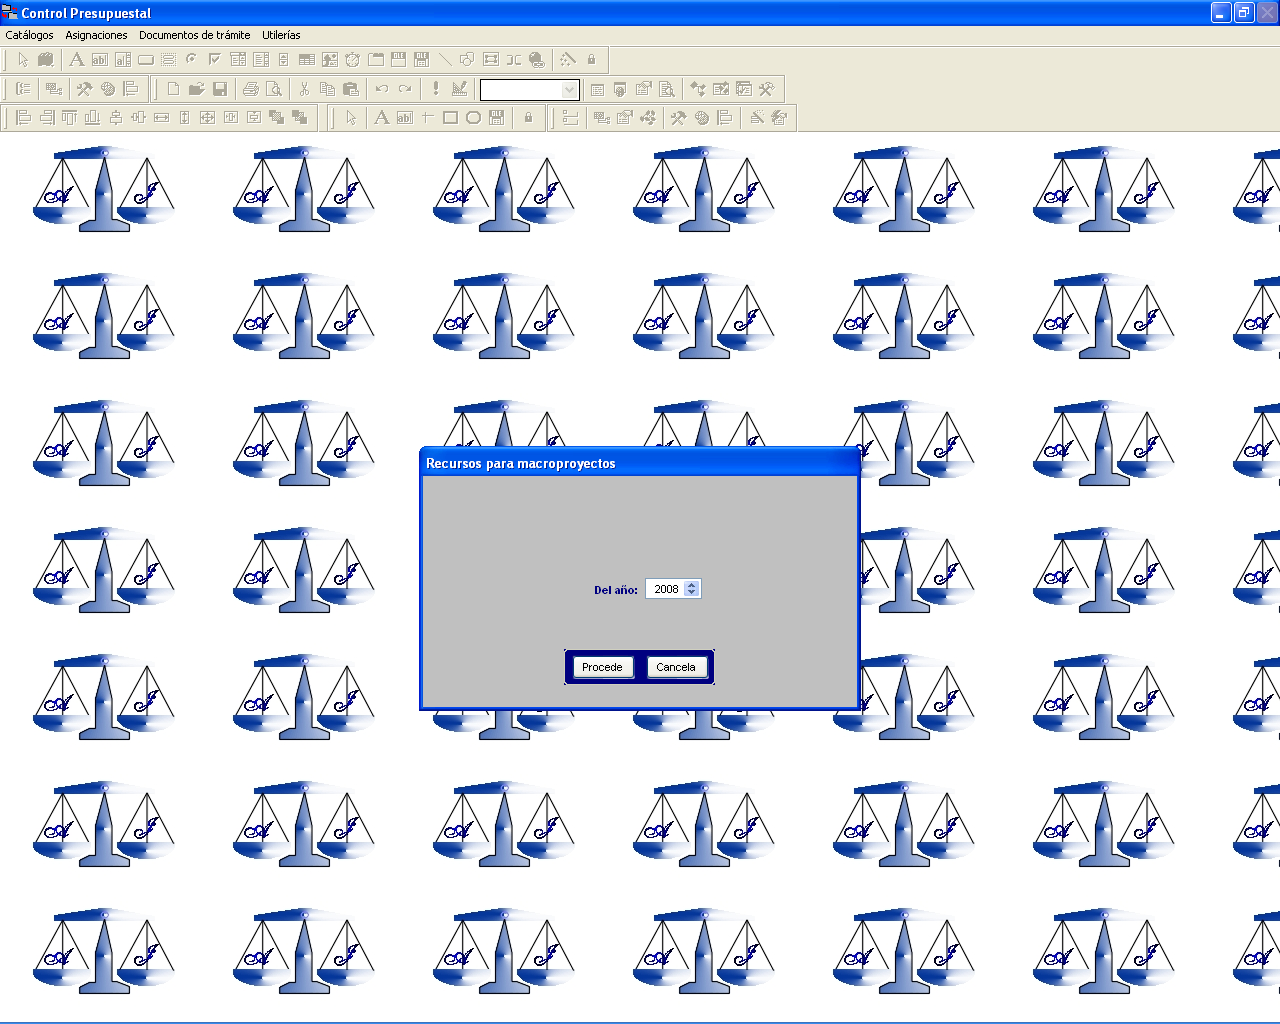 Control Presupuestal
Catálogos Asignaciones Documentos de trámite Utilerías
Recursos para macroproyectos
Del año: 2008
Procede Cancela